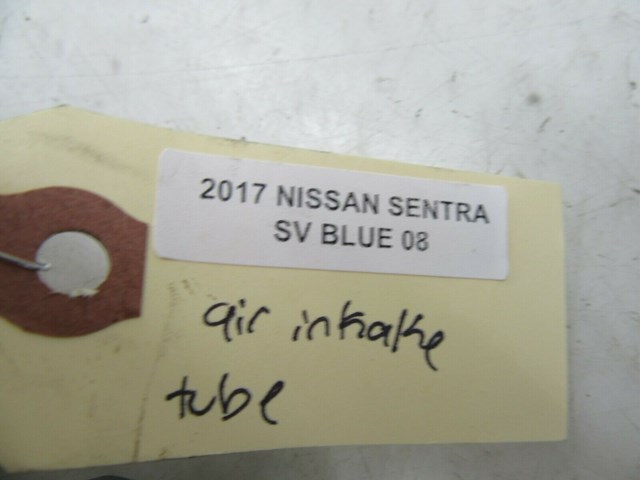 2017 NISSAN SENTRA
SV BLUE 08
air inkake
tube